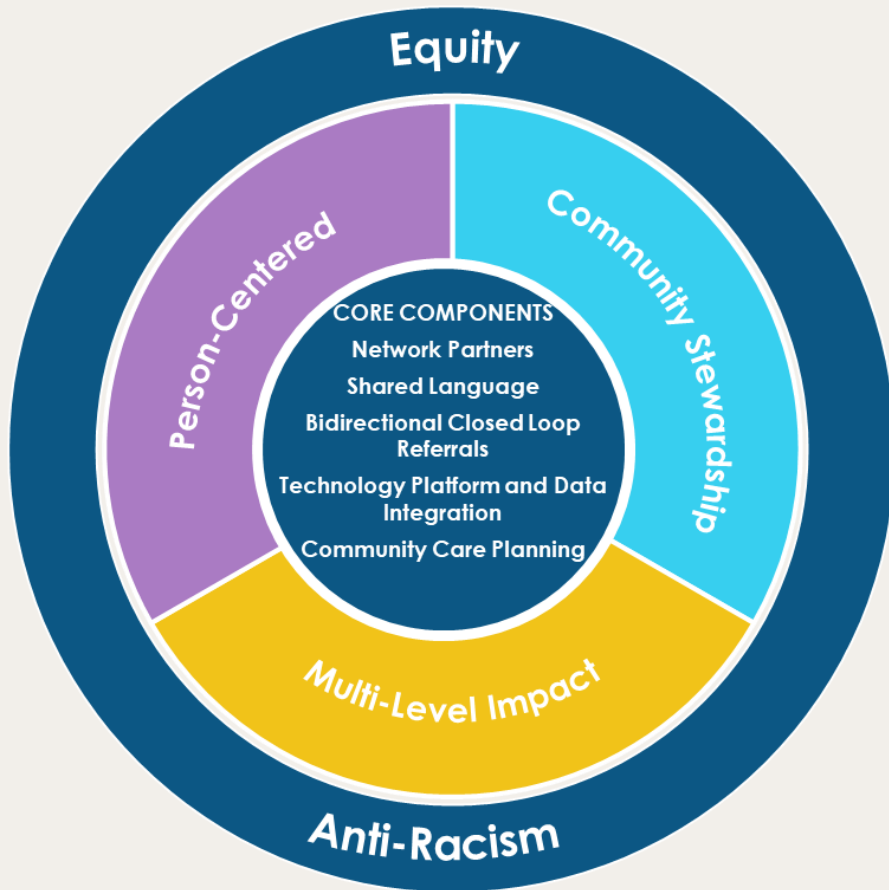 Equity
Person-Centered
Community Stewardship
CORE COMPONENTS
Network Partners
Shared Language
Bidirectional Closed Loop
Referrals
Technology Platform and Data
Integration
Community Care Planning
Multi-Level Impact
Anti-Racism